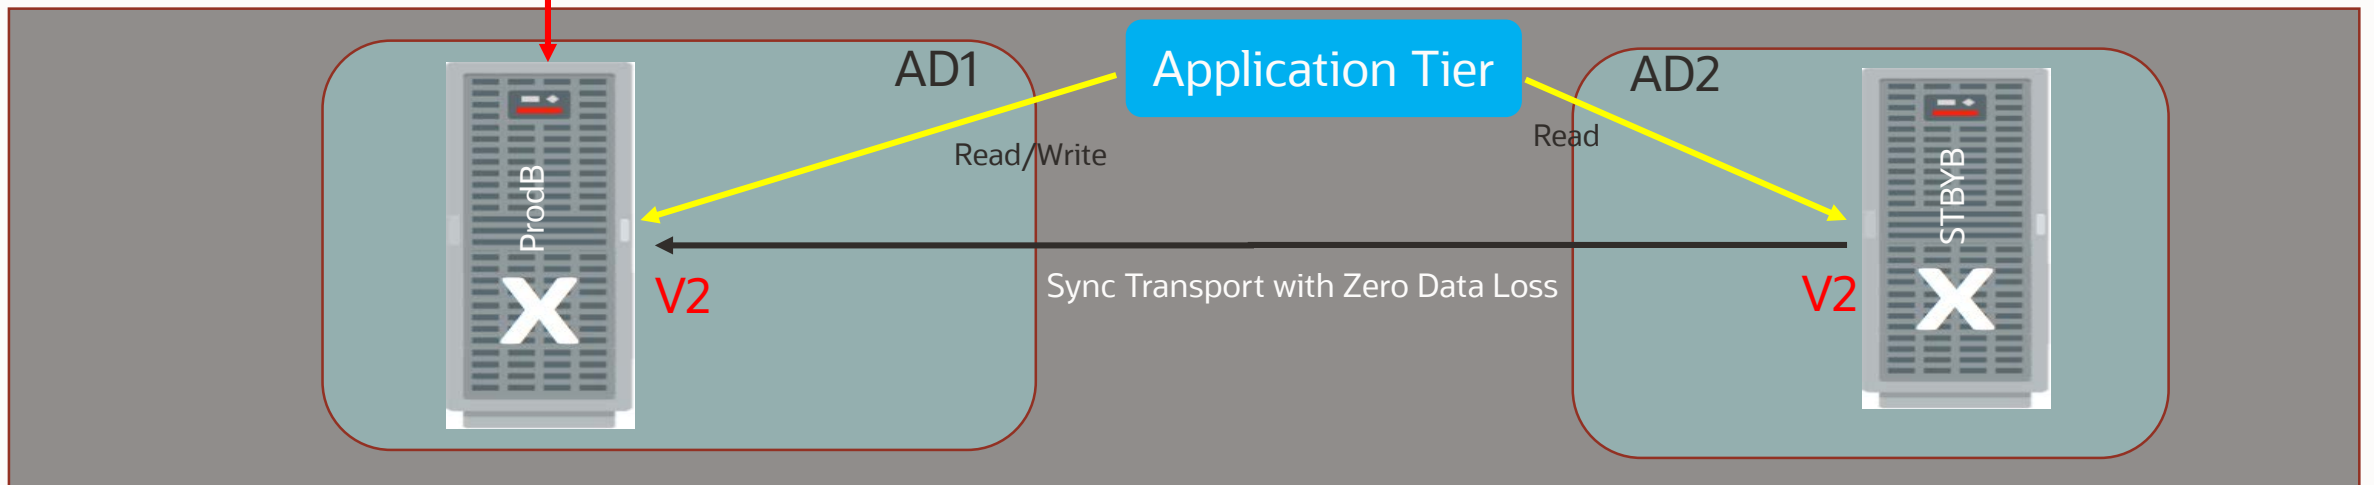 AD1
Application Tier
AD2
Read/Write
Read
ProdB
STBYB
X
X
V2
Sync Transport with Zero Data Loss
V2